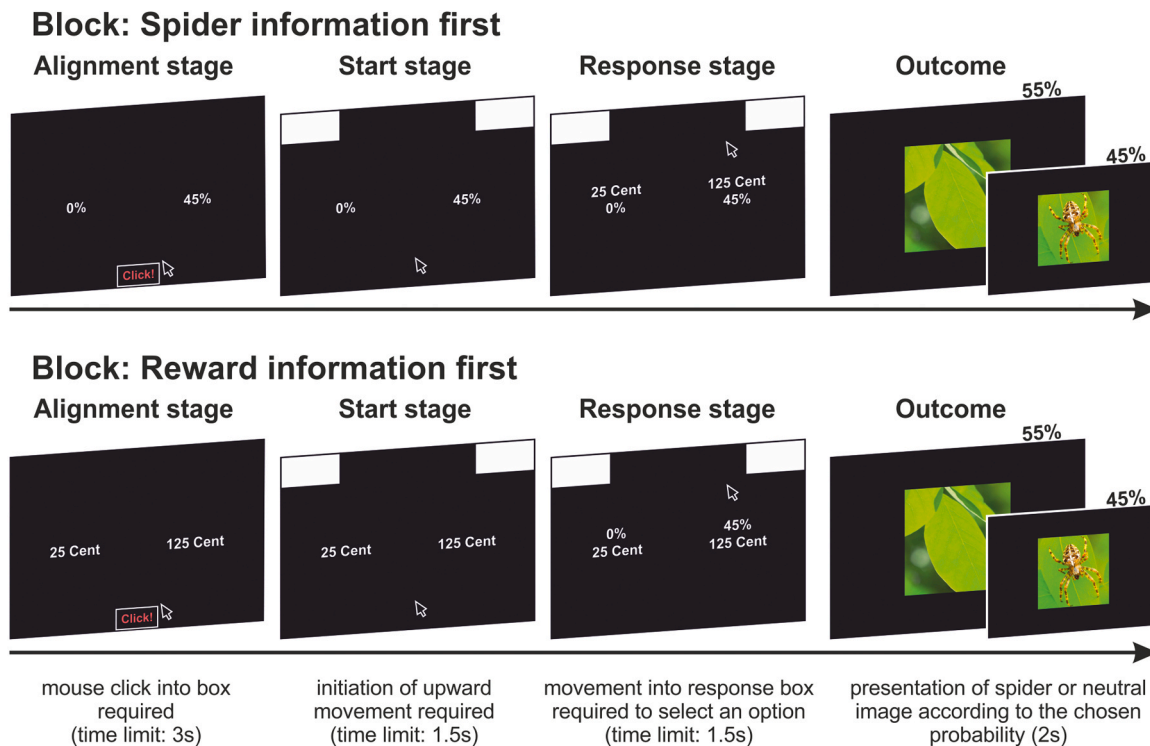 Block: Spider information first
Alignment stage
Start stage
Response stage
Outcome
0%
45%
Click!
0%
45%
25 Cent
0%
125 Cent
45%
55%
45%
Block: Reward information first
Alignment stage
Start stage
Response stage
Outcome
25 Cent
125 Cent
Click!
25 Cent
125 Cent
0%
25 Cent
45%
125 Cent
55%
45%
mouse click into box
required
(time limit: 3s)
initiation of upward
movement required
(time limit: 1.5s)
movement into response box
required to select an option
(time limit: 1.5s)
presentation of spider or neutral
image according to the chosen
probability (2s)